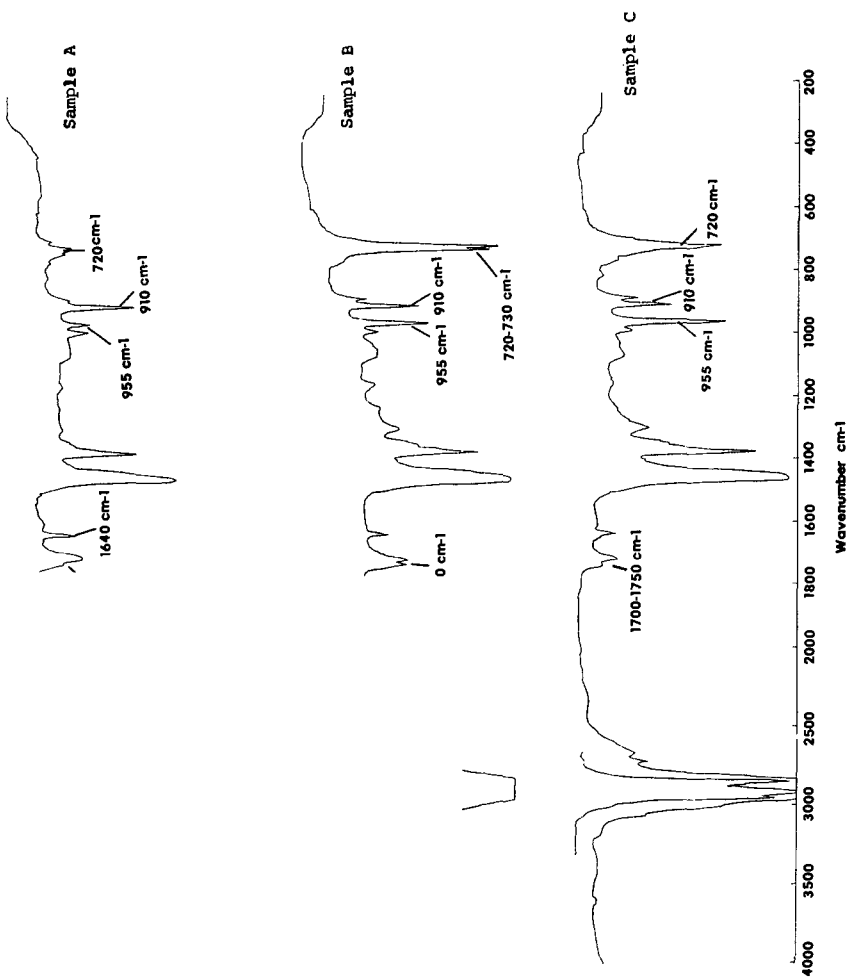 Sample A
720cm-1
1640 cm-1
955 cm-1
910 cm-1
Sample B
0 cm-1
955 cm-1
910 cm-1
720-730 cm-1
Sample C
1700-1750 cm-1
910 cm-1
955 cm-1
720 cm-1
4000 3500 3000 2500 2000 1800 1600 1400 1200 1000 800 600 400 200
Wavenumber cm-1